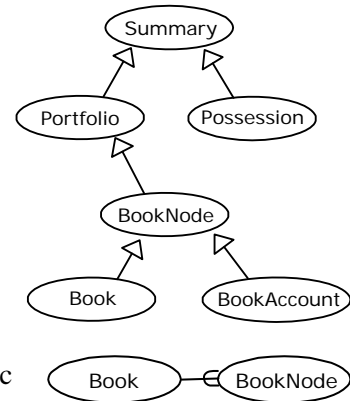 Summary
Portfolio Possession
BookNode
Book BookAccount
c Book BookNode